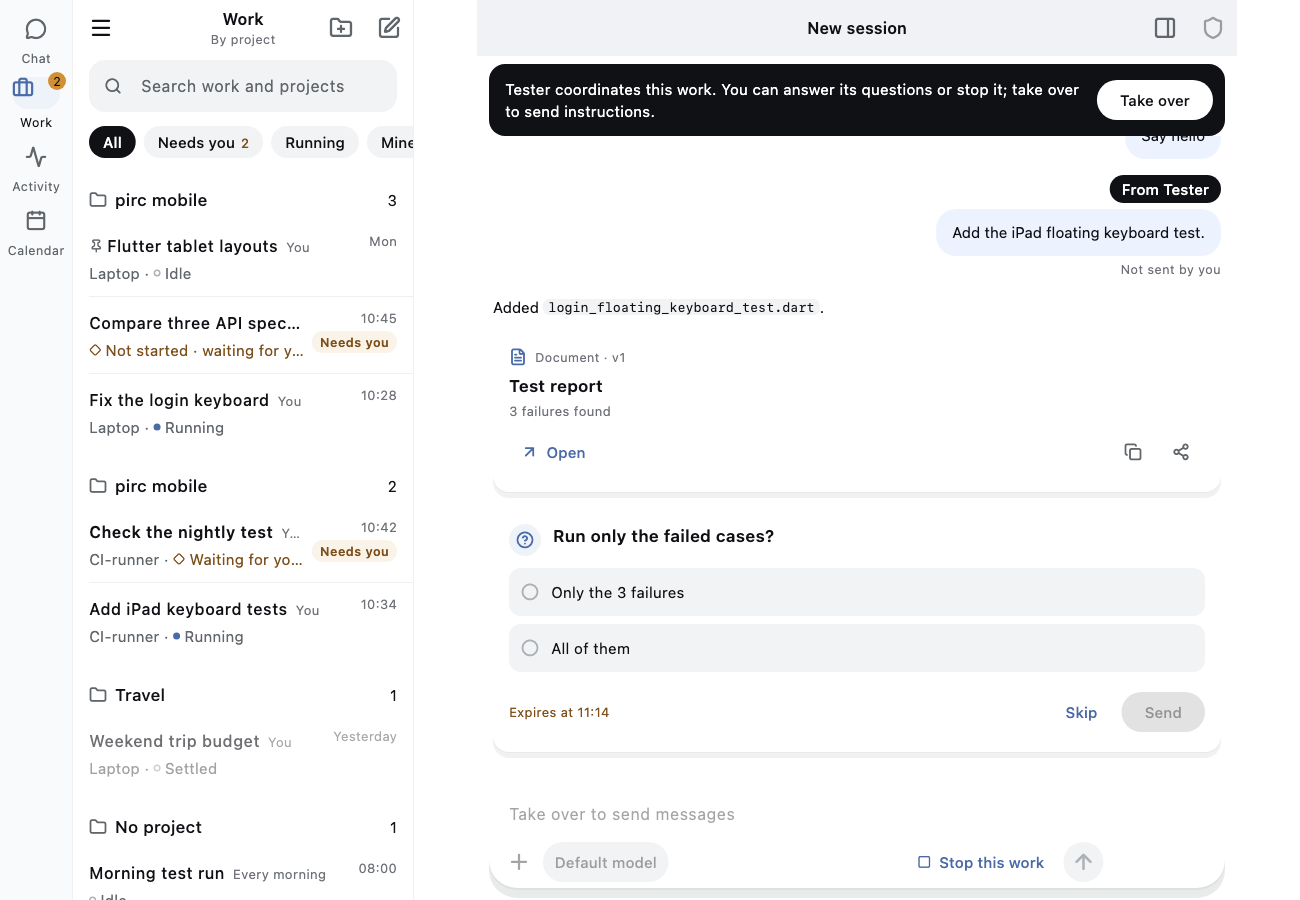 Chat
2
Work
Activity
Calendar
Work
By project
Search work and projects
All
Needs you 2
Running
Mine
pirc mobile
3
Flutter tablet layouts You
Mon
Laptop · Idle
Compare three API spec...
10:45
Not started · waiting for y...
Needs you
Fix the login keyboard You
10:28
Laptop · Running
pirc mobile
2
Check the nightly test Y...
10:42
CI-runner · Waiting for yo...
Needs you
Add iPad keyboard tests You
10:34
CI-runner · Running
Travel
1
Weekend trip budget You
Yesterday
Laptop · Settled
No project
1
Morning test run Every morning
08:00
Idle
New session
Tester coordinates this work. You can answer its questions or stop it; take over
to send instructions.
Take over
Say hello
From Tester
Add the iPad floating keyboard test.
Not sent by you
Added login_floating_keyboard_test.dart.
Document · v1
Test report
3 failures found
Open
Run only the failed cases?
Only the 3 failures
All of them
Expires at 11:14
Skip
Send
Take over to send messages
Default model
Stop this work